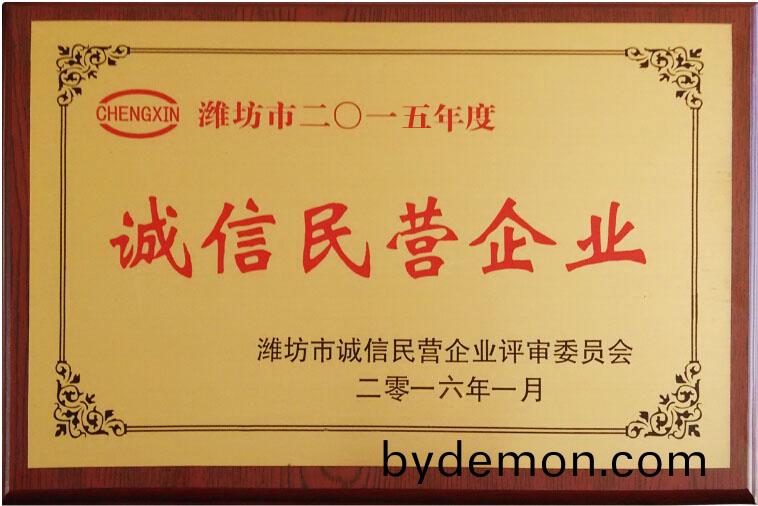 CHENGXIN 潍坊市二〇一五年度
诚信民营企业
潍坊市诚信民营企业评审委员会
二零一六年一月
bydemon.com